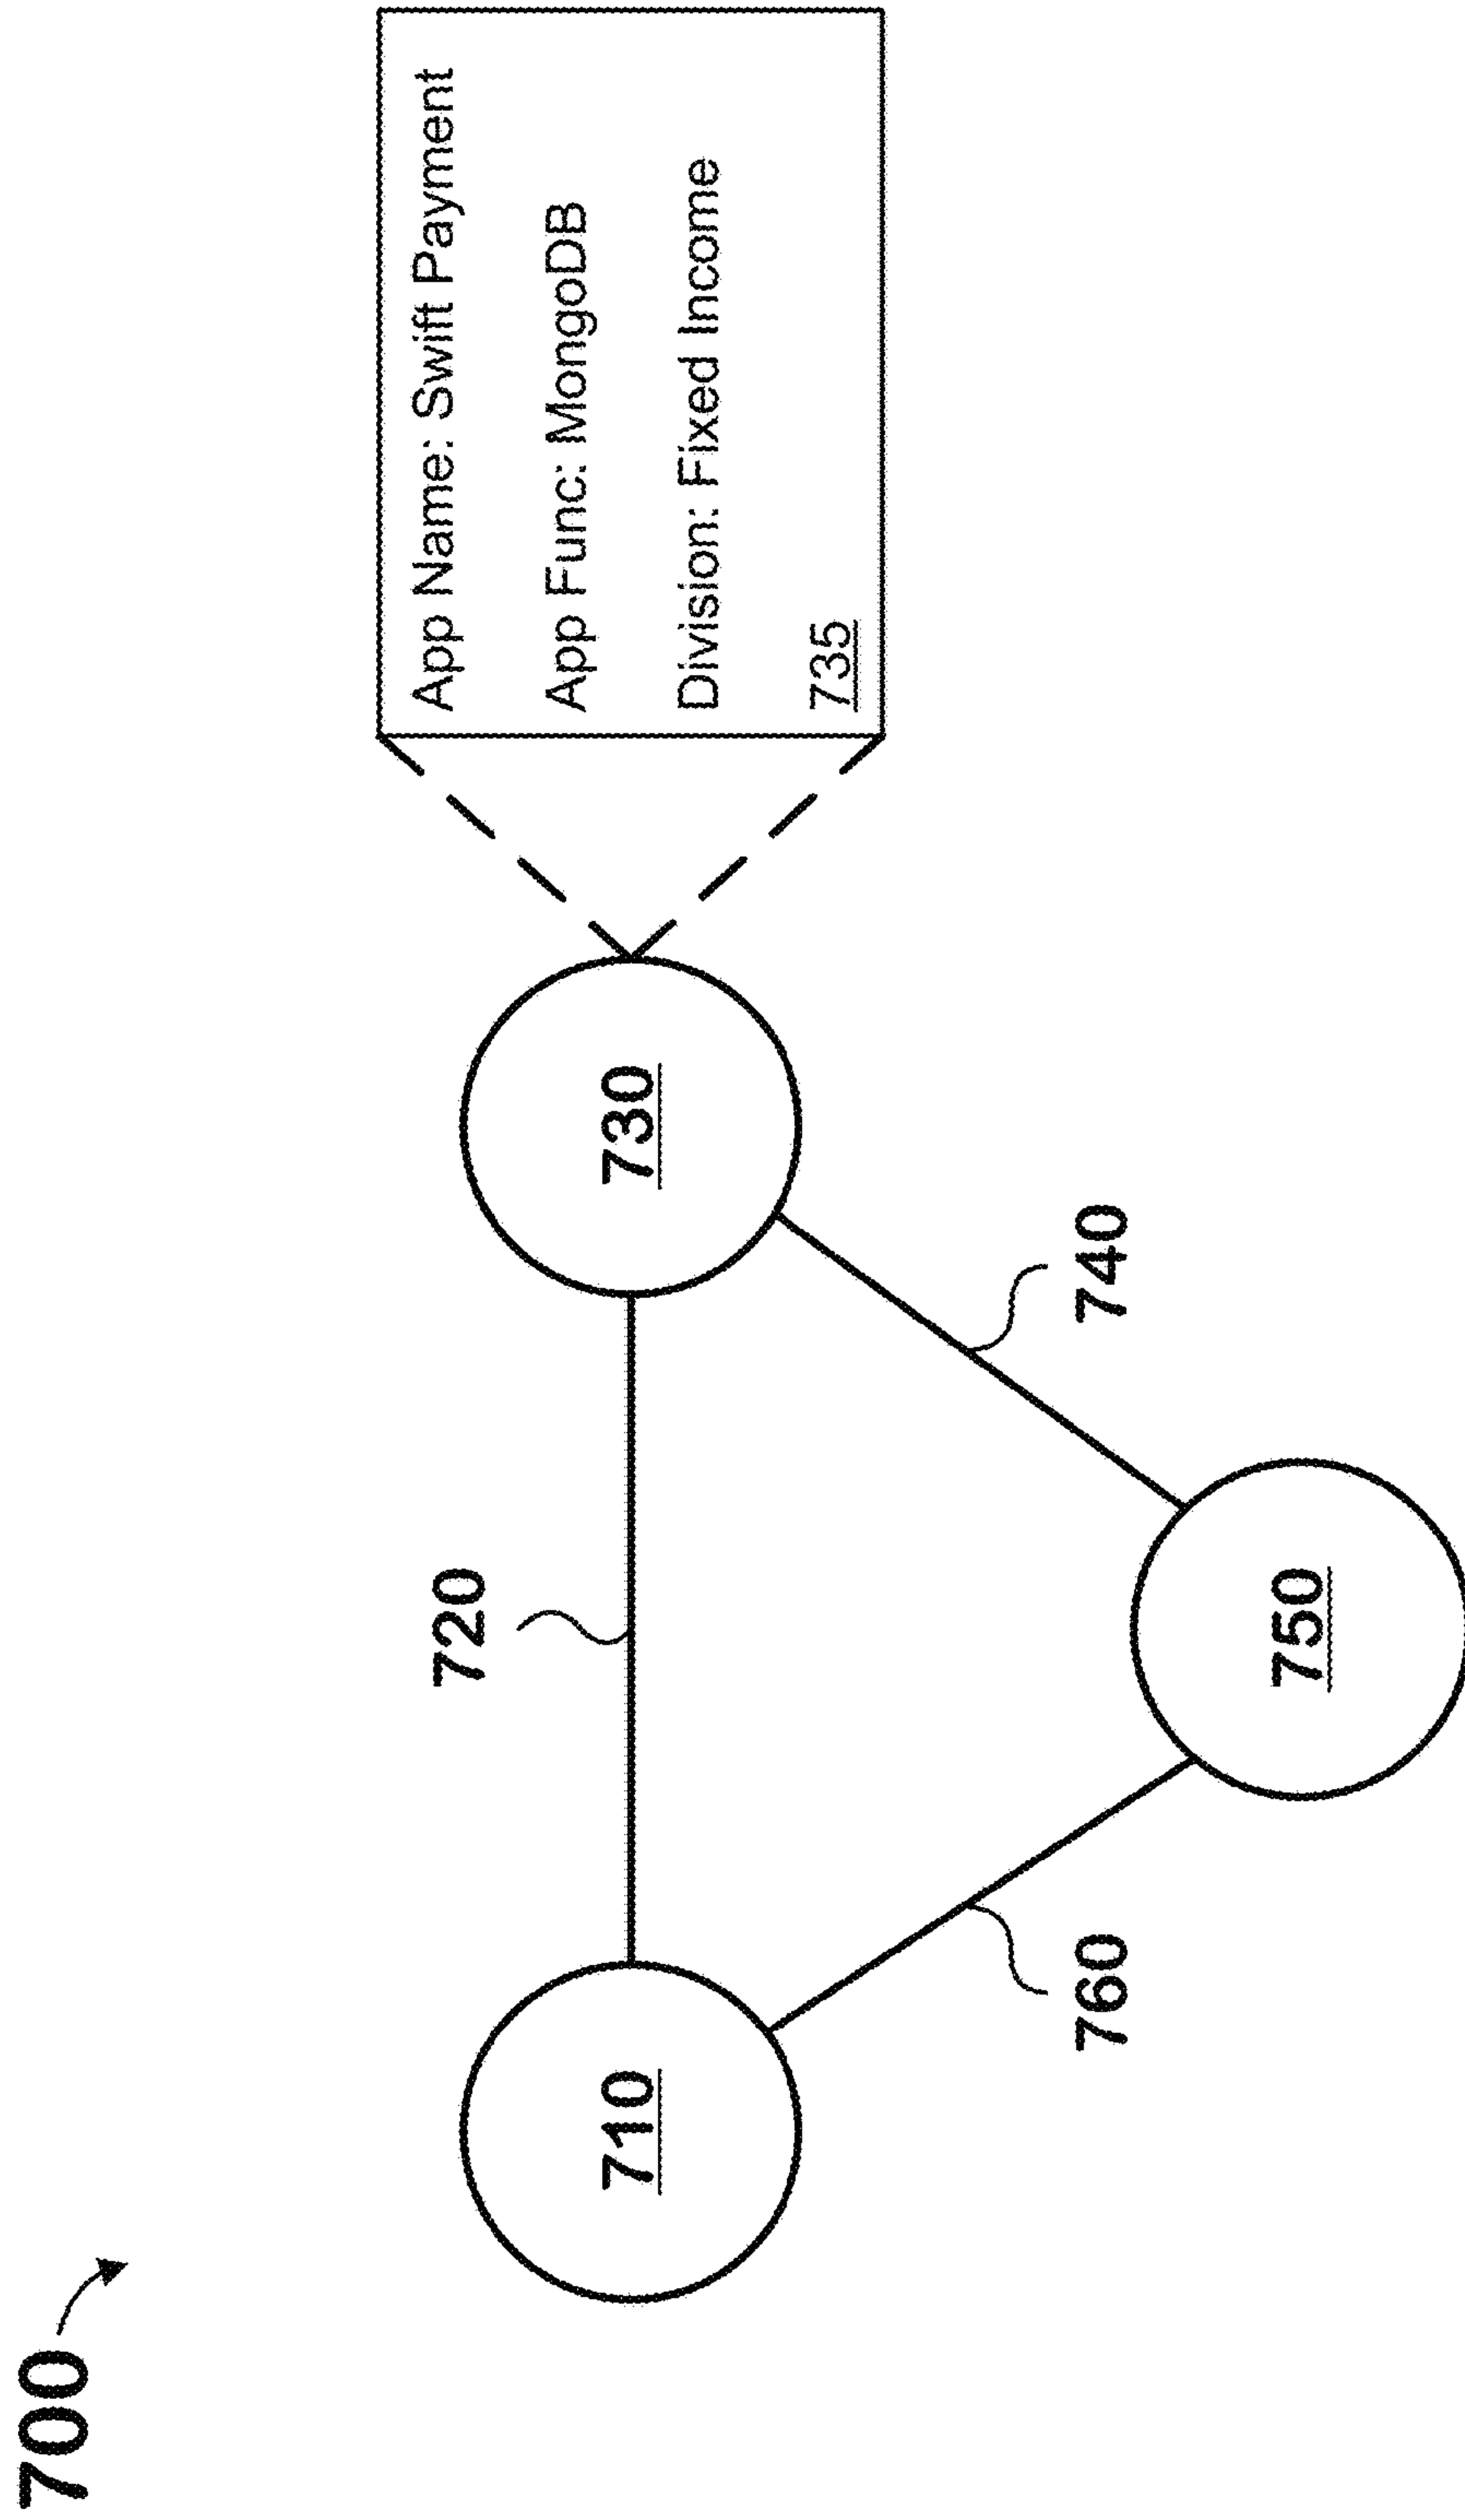 700
720
App Name: Swift Payment
App Func: MongoDB
Division: Fixed Income
735
710
730
760
740
750